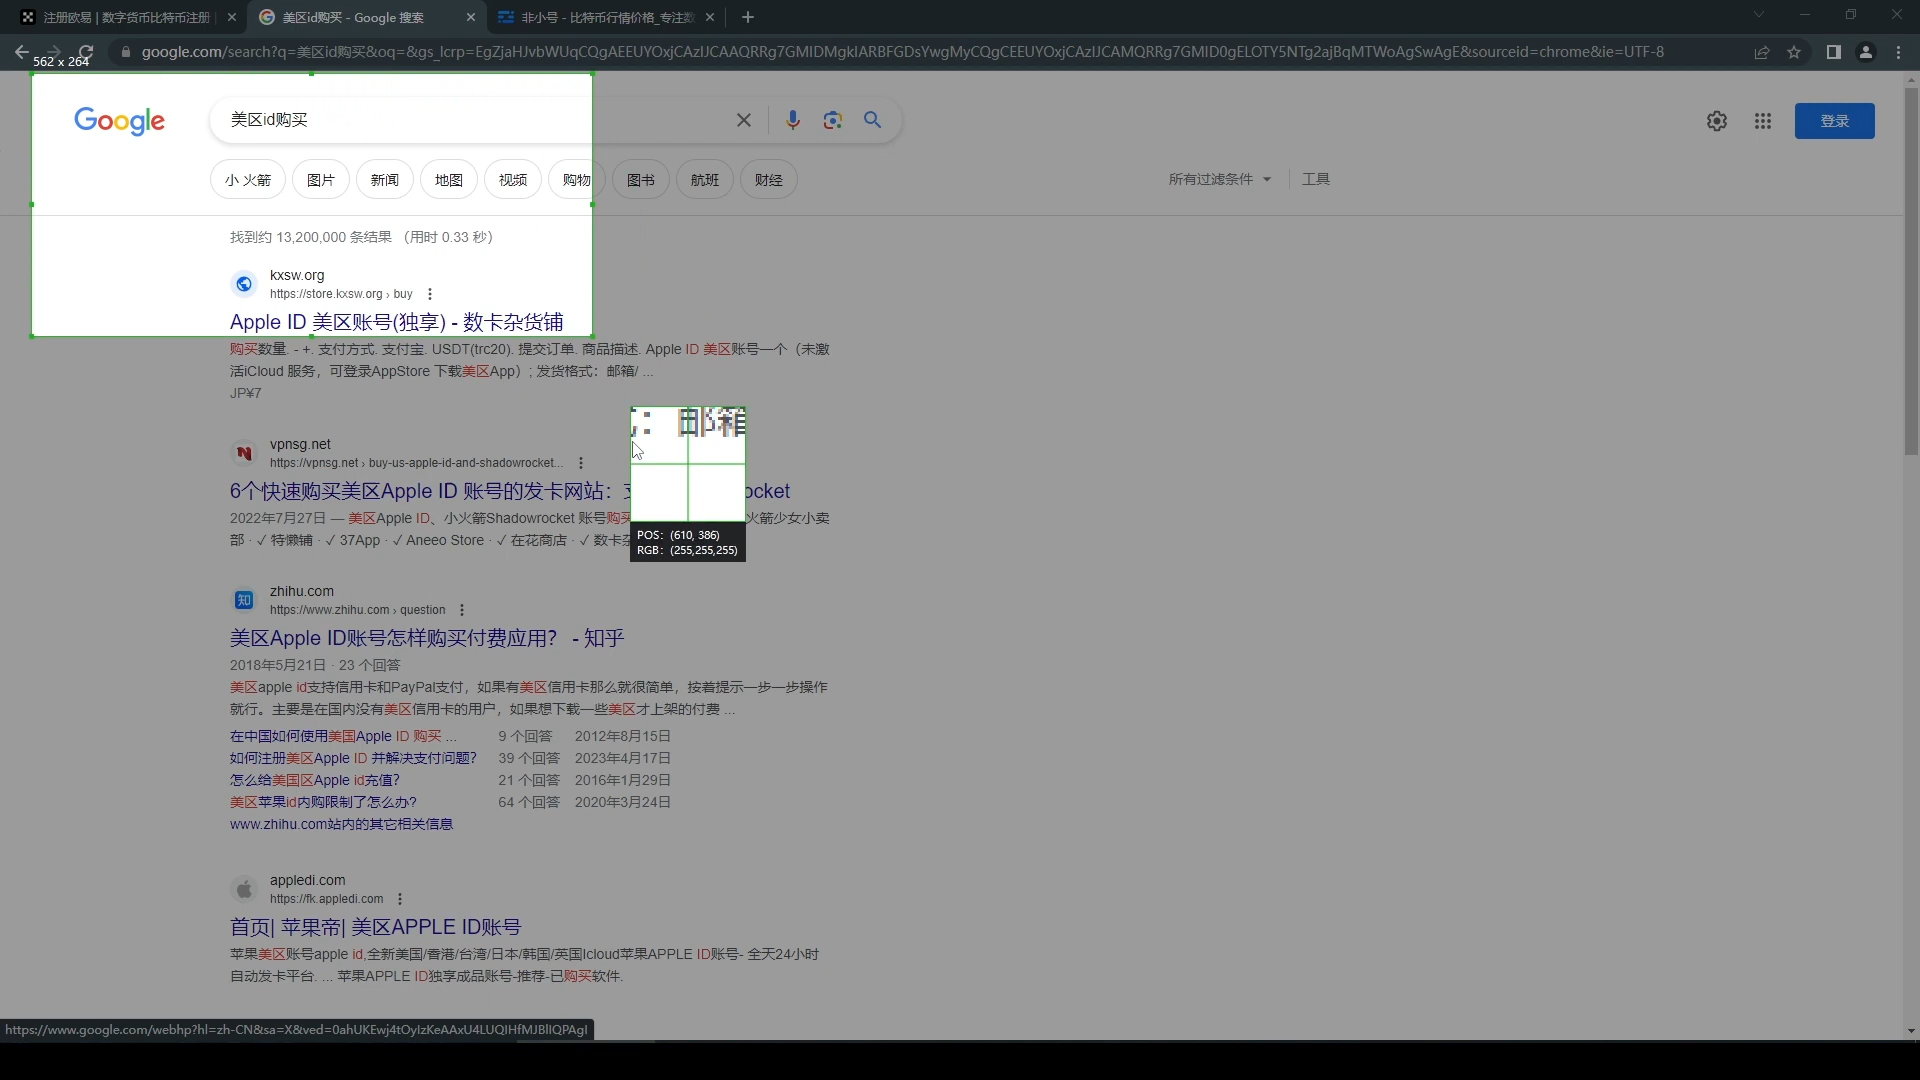 注册欧易 | 数字货币比特币注册
美区id购买 - Google 搜索
非小号 - 比特币行情价格_专注数
google.com/search?q=美区id购买&oq=&gs_lcrp=EgZjaHJvbWUqCQgAEEUYOxjCAzIJCAAQRRg7GMIDMgkIARBFGDsYwgMyCQgCEEUYOxjCAzIJCAMQRRg7GMID0gELOTY5NTg2ajBqMTWoAgSwAgE&sourceid=chrome&ie=UTF-8
562 x 264
Google
美区id购买
登录
小 火箭
图片
新闻
地图
视频
购物
图书
航班
财经
所有过滤条件
工具
找到约 13,200,000 条结果 （用时 0.33 秒）
kxsw.org
https://store.kxsw.org › buy
Apple ID 美区账号(独享) - 数卡杂货铺
购买数量. - +. 支付方式. 支付宝. USDT(trc20). 提交订单. 商品描述. Apple ID 美区账号一个（未激
活iCloud 服务，可登录AppStore 下载美区App）; 发货格式：邮箱/ ...
JP¥7
：邮箱
POS: (610, 386)
RGB: (255,255,255)
vpnsg.net
https://vpnsg.net › buy-us-apple-id-and-shadowrocket...
6个快速购买美区Apple ID 账号的发卡网站： ocket
2022年7月27日 — 美区Apple ID、小火箭Shadowrocket 账号购买 火箭少女小卖
部 · ✓ 特懒铺 · ✓ 37App · ✓ Aneeo Store · ✓ 在花商店 · ✓ 数卡杂
zhihu.com
https://www.zhihu.com › question
美区Apple ID账号怎样购买付费应用？ - 知乎
2018年5月21日 · 23 个回答
美区apple id支持信用卡和PayPal支付，如果有美区信用卡那么就很简单，按着提示一步一步操作
就行。主要是在国内没有美区信用卡的用户，如果想下载一些美区才上架的付费 ...
在中国如何使用美国Apple ID 购买 ... 9 个回答 2012年8月15日
如何注册美区Apple ID 并解决支付问题? 39 个回答 2023年4月17日
怎么给美国区Apple id充值? 21 个回答 2016年1月29日
美区苹果id内购限制了怎么办? 64 个回答 2020年3月24日
www.zhihu.com站内的其它相关信息
appledi.com
https://fk.appledi.com
首页| 苹果帝| 美区APPLE ID账号
苹果美区账号apple id,全新美国/香港/台湾/日本/韩国/英国Icloud苹果APPLE ID账号- 全天24小时
自动发卡平台. ... 苹果APPLE ID独享成品账号-推荐-已购买软件.
https://www.google.com/webhp?hl=zh-CN&sa=X&ved=0ahUKEwj4tOyIzKeAAxU4LUQIHfMJBlIQPAgI